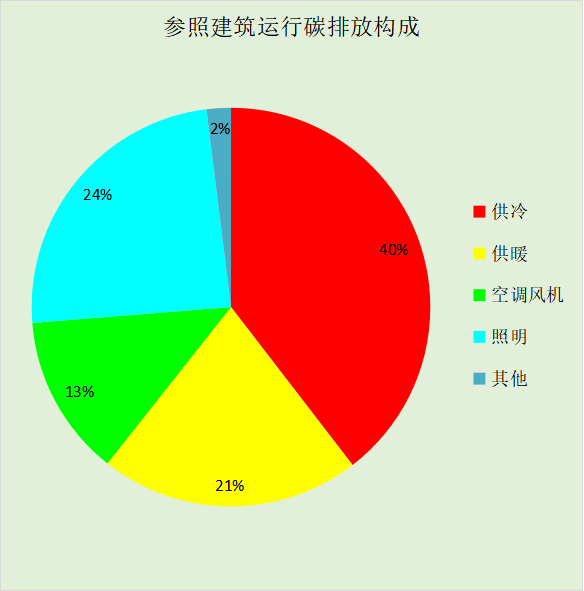 参照建筑运行碳排放构成
2%
24%
40%
13%
21%
供冷
供暖
空调风机
照明
其他